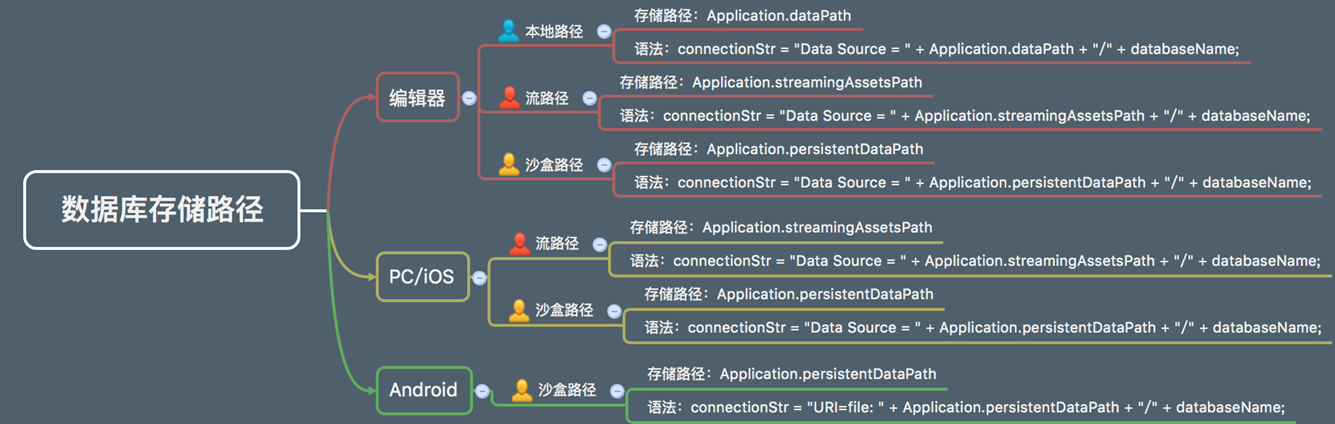 数据库存储路径
编辑器
本地路径
存储路径：Application.dataPath
语法：connectionStr = "Data Source = " + Application.dataPath + "/" + databaseName;
流路径
存储路径：Application.streamingAssetsPath
语法：connectionStr = "Data Source = " + Application.streamingAssetsPath + "/" + databaseName;
沙盒路径
存储路径：Application.persistentDataPath
语法：connectionStr = "Data Source = " + Application.persistentDataPath + "/" + databaseName;
PC/iOS
流路径
存储路径：Application.streamingAssetsPath
语法：connectionStr = "Data Source = " + Application.streamingAssetsPath + "/" + databaseName;
沙盒路径
存储路径：Application.persistentDataPath
语法：connectionStr = "Data Source = " + Application.persistentDataPath + "/" + databaseName;
Android
沙盒路径
存储路径：Application.persistentDataPath
语法：connectionStr = "URI=file: " + Application.persistentDataPath + "/" + databaseName;